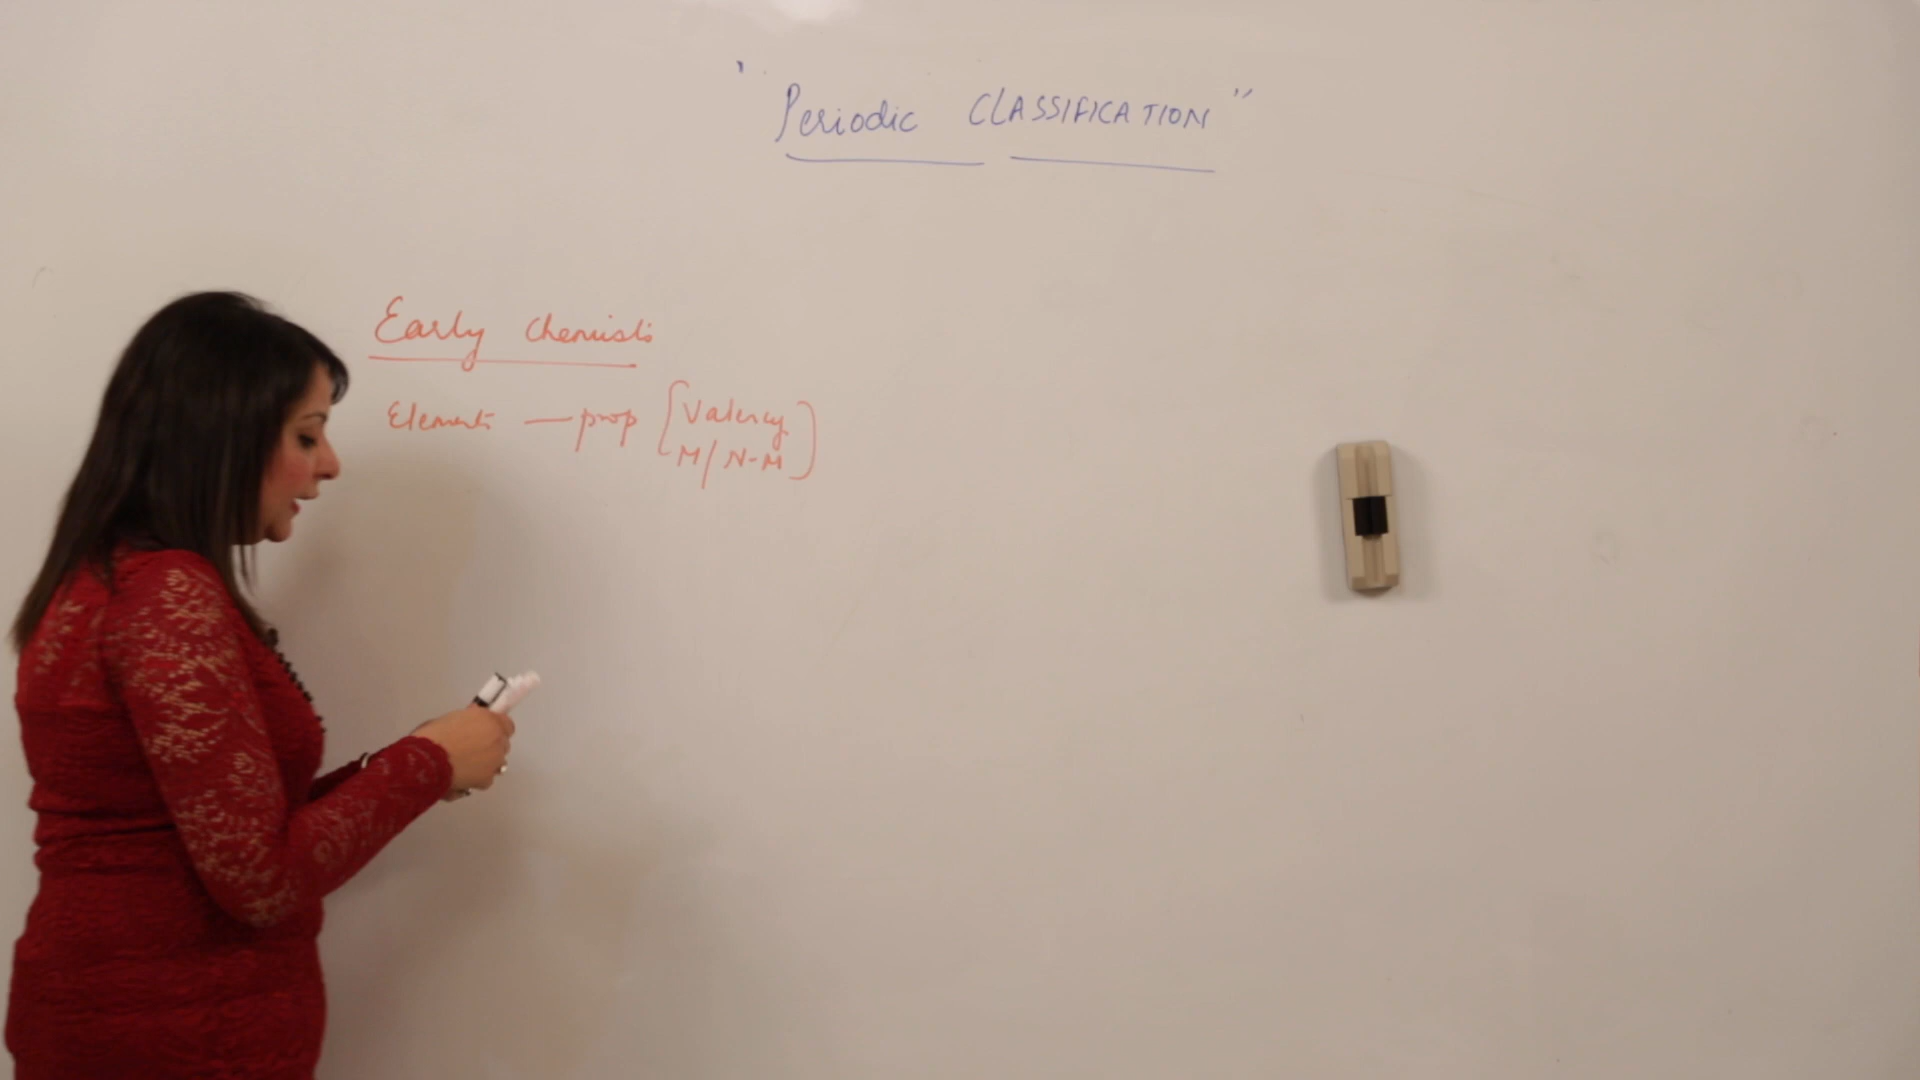 "Periodic CLASSIFICATION"
Early chemists
Elements — prop [Valency
M/N-M]